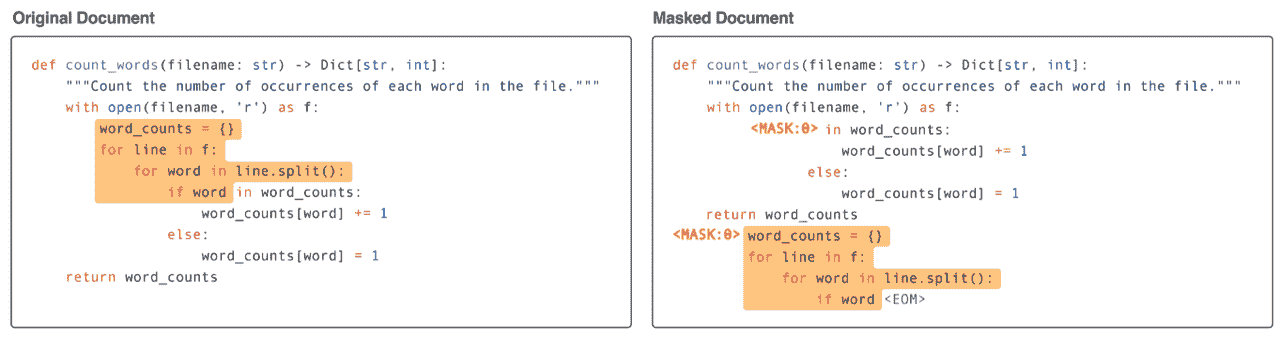 Original Document
def count_words(filename: str) -> Dict[str, int]:
    """Count the number of occurrences of each word in the file."""
    with open(filename, 'r') as f:
        word_counts = {}
        for line in f:
            for word in line.split():
                if word in word_counts:
                    word_counts[word] += 1
                else:
                    word_counts[word] = 1
    return word_counts
Masked Document
def count_words(filename: str) -> Dict[str, int]:
    """Count the number of occurrences of each word in the file."""
    with open(filename, 'r') as f:
        <MASK:0> in word_counts:
                    word_counts[word] += 1
                else:
                    word_counts[word] = 1
    return word_counts
<MASK:0> word_counts = {}
        for line in f:
            for word in line.split():
                if word <EOM>